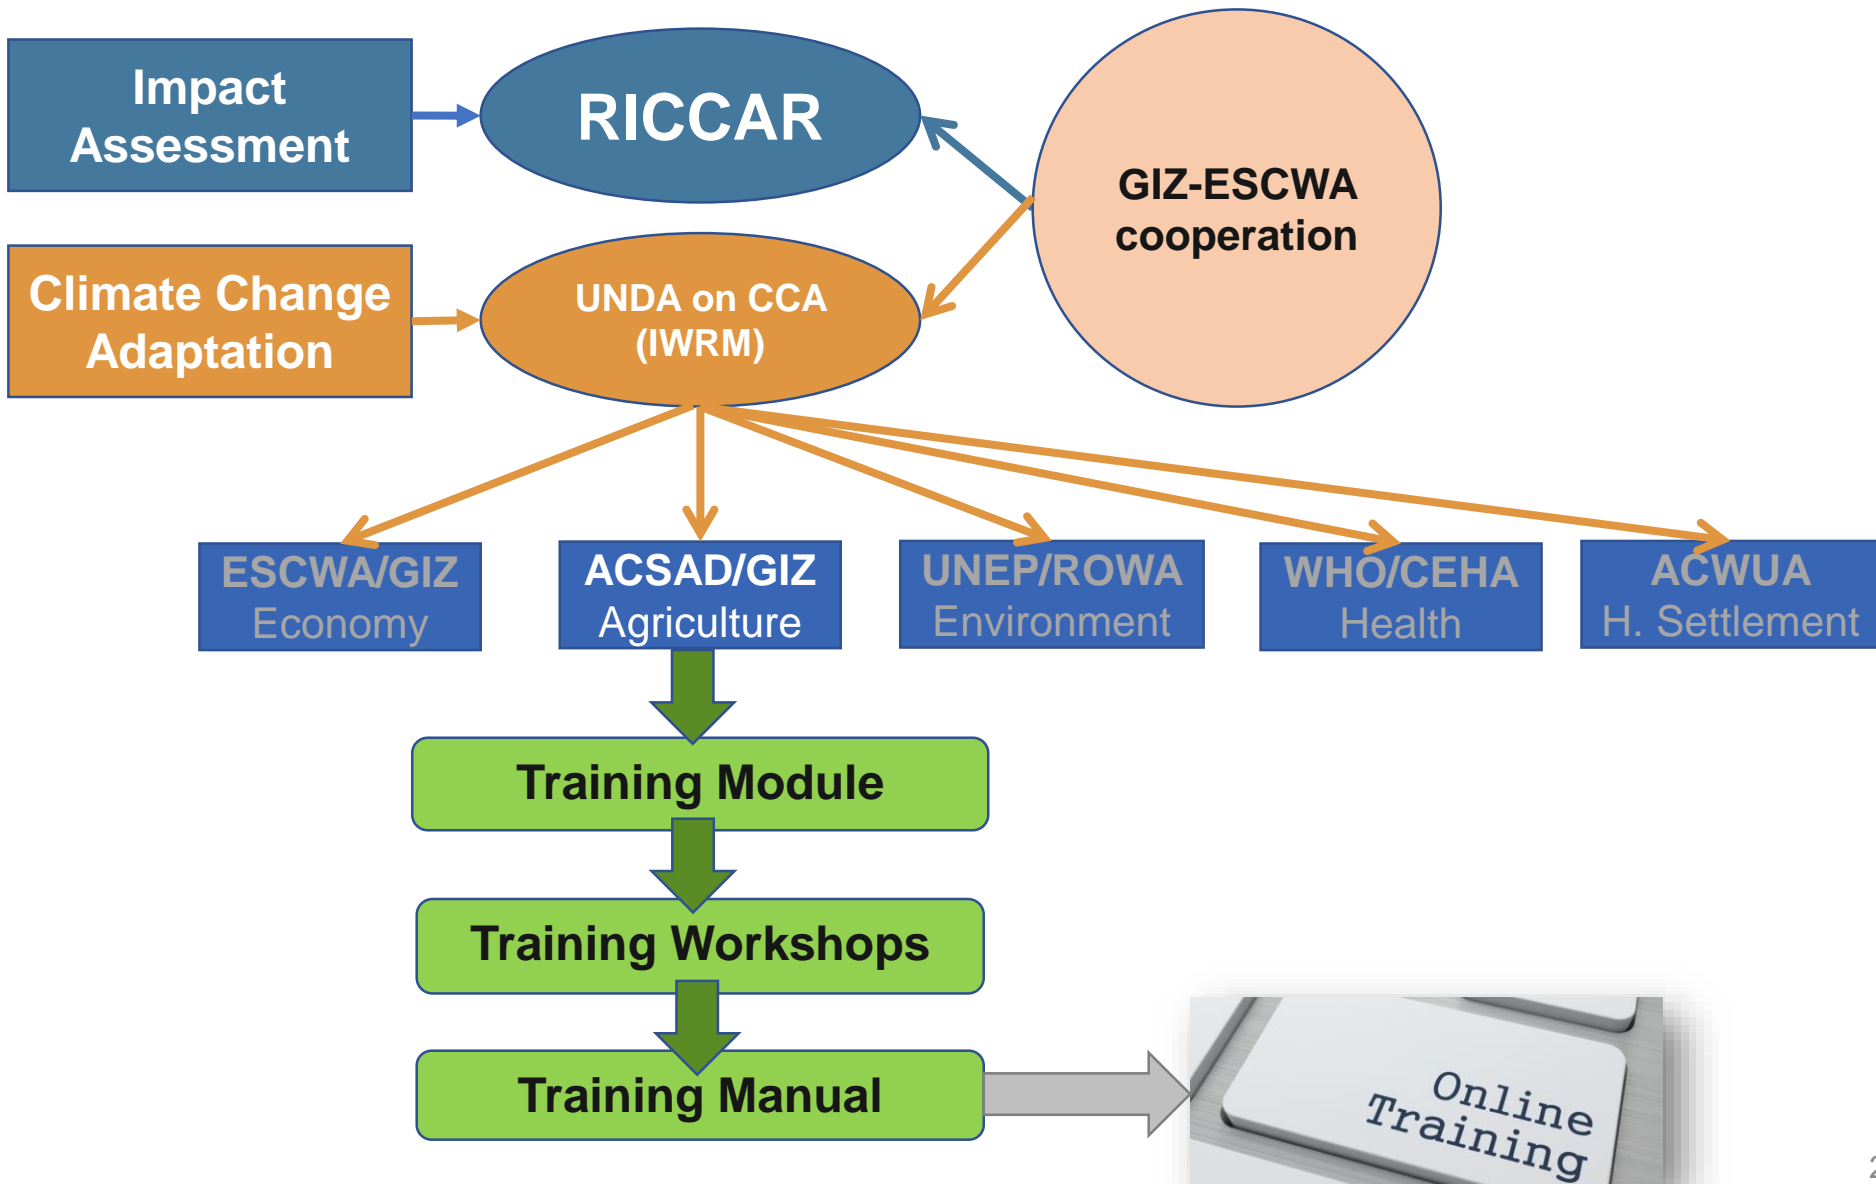 Impact
Assessment
RICCAR
GIZ-ESCWA
cooperation
Climate Change
Adaptation
UNDA on CCA
(IWRM)
ESCWA/GIZ
Economy
ACSAD/GIZ
Agriculture
UNEP/ROWA
Environment
WHO/CEHA
Health
ACWUA
H. Settlement
Training Module
Training Workshops
Training Manual
Online
Training
2